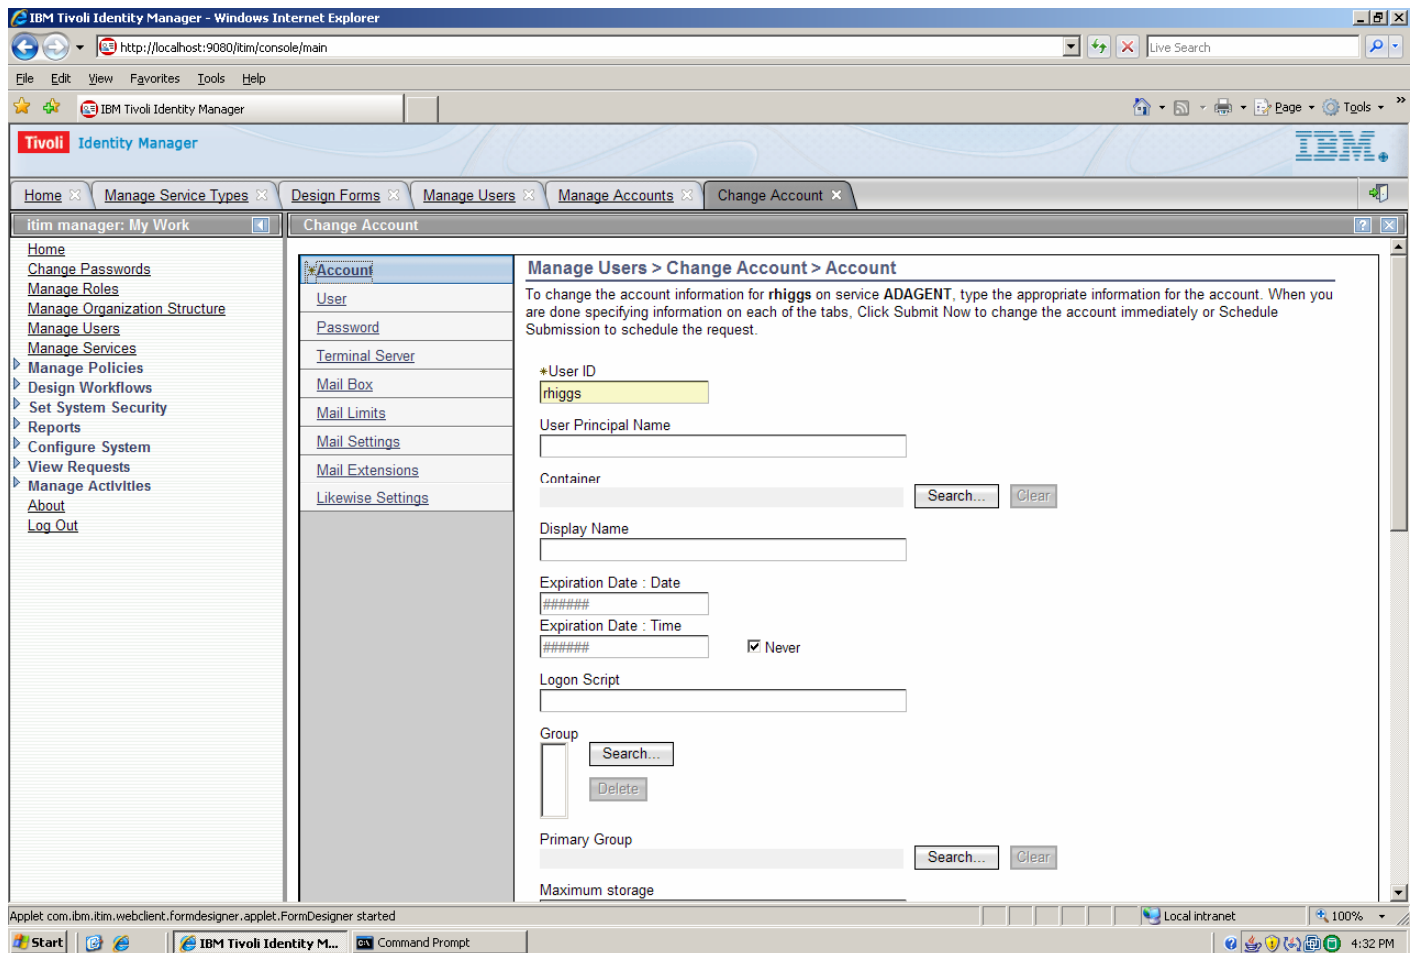 IBM Tivoli Identity Manager - Windows Internet Explorer
http://localhost:9080/itim/console/main
Live Search
File Edit View Favorites Tools Help
IBM Tivoli Identity Manager
Page Tools
Tivoli Identity Manager
IBM.
Home Manage Service Types Design Forms Manage Users Manage Accounts Change Account
itim manager: My Work
Change Account
Home
Change Passwords
Manage Roles
Manage Organization Structure
Manage Users
Manage Services
Manage Policies
Design Workflows
Set System Security
Reports
Configure System
View Requests
Manage Activities
About
Log Out
*Account
User
Password
Terminal Server
Mail Box
Mail Limits
Mail Settings
Mail Extensions
Likewise Settings
Manage Users > Change Account > Account
To change the account information for rhiggs on service ADAGENT, type the appropriate information for the account. When you
are done specifying information on each of the tabs, Click Submit Now to change the account immediately or Schedule
Submission to schedule the request.
*User ID
rhiggs
User Principal Name
Container
Search... Clear
Display Name
Expiration Date : Date
######
Expiration Date : Time
###### Never
Logon Script
Group
Search...
Delete
Primary Group
Search... Clear
Maximum storage
Applet com.ibm.itim.webclient.formdesigner.applet.FormDesigner started
Local intranet
100%
Start
IBM Tivoli Identity M...
Command Prompt
4:32 PM